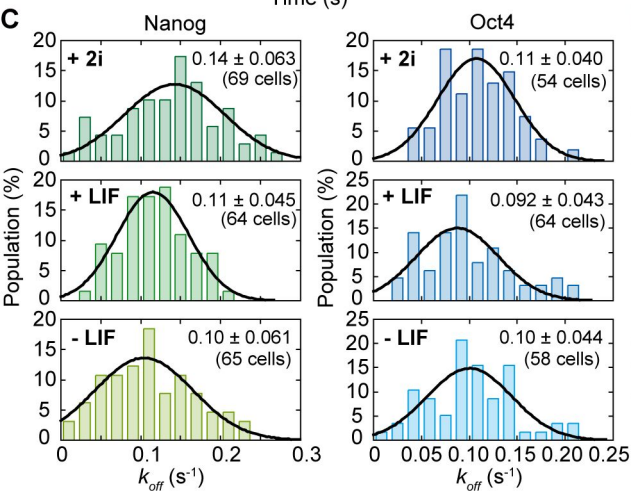 Time (s)
C
Nanog
Oct4
Population (%)
20
15
10
5
0
+ 2i
0.14 ± 0.063
(69 cells)
20
15
10
5
0
+ 2i
0.11 ± 0.040
(54 cells)
20
15
10
5
0
+ LIF
0.11 ± 0.045
(64 cells)
Population (%)
25
20
15
10
5
0
+ LIF
0.092 ± 0.043
(64 cells)
20
15
10
5
0
- LIF
0.10 ± 0.061
(65 cells)
25
20
15
10
5
0
- LIF
0.10 ± 0.044
(58 cells)
0 0.1 0.2 0.3
0 0.05 0.10 0.15 0.20 0.25
koff (s-1)
koff (s-1)